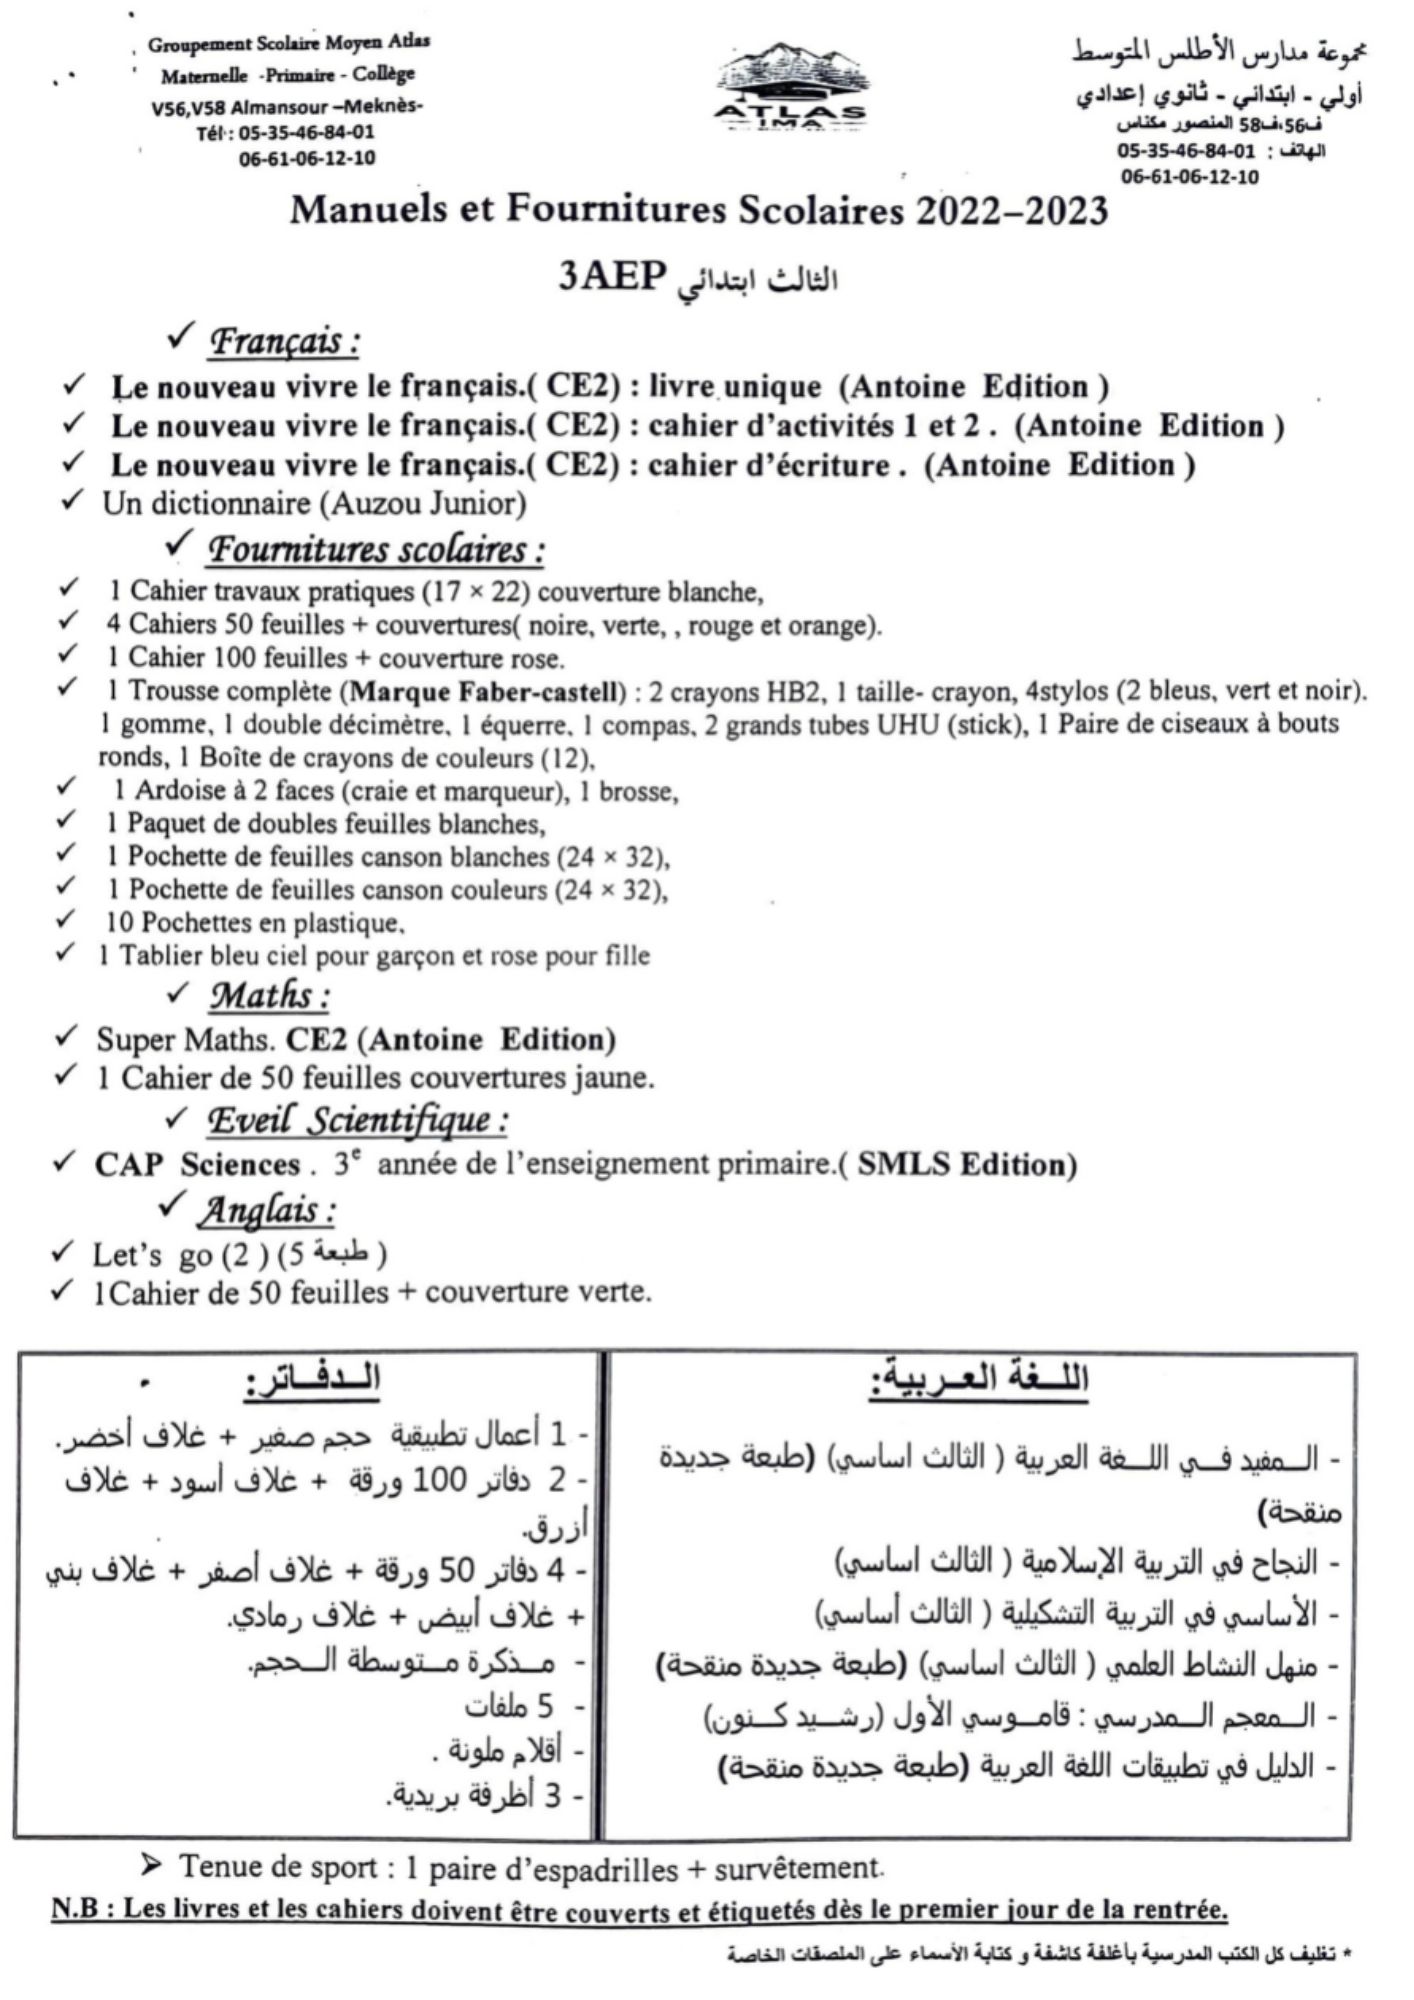 Groupement Scolaire Moyen Atlas
Maternelle -Primaire - Collège
V56,V58 Almansour –Meknès-
Tél : 05-35-46-84-01
06-61-06-12-10
ATLAS
IMA
مجموعة مدارس الأطلس المتوسط
أولي - ابتدائي - ثانوي إعدادي
ف56،ف58 المنصور مكناس
الهاتف : 05-35-46-84-01
06-61-06-12-10
Manuels et Fournitures Scolaires 2022–2023
3AEP الثالث ابتدائي
✓ Français :
✓ Le nouveau vivre le français.( CE2) : livre unique (Antoine Edition )
✓ Le nouveau vivre le français.( CE2) : cahier d'activités 1 et 2 . (Antoine Edition )
✓ Le nouveau vivre le français.( CE2) : cahier d'écriture . (Antoine Edition )
✓ Un dictionnaire (Auzou Junior)
✓ Fournitures scolaires :
✓ 1 Cahier travaux pratiques (17 × 22) couverture blanche,
✓ 4 Cahiers 50 feuilles + couvertures( noire, verte, , rouge et orange).
✓ 1 Cahier 100 feuilles + couverture rose.
✓ 1 Trousse complète (Marque Faber-castell) : 2 crayons HB2, 1 taille- crayon, 4stylos (2 bleus, vert et noir).
1 gomme, 1 double décimètre, 1 équerre, 1 compas, 2 grands tubes UHU (stick), 1 Paire de ciseaux à bouts
ronds, 1 Boîte de crayons de couleurs (12),
✓ 1 Ardoise à 2 faces (craie et marqueur), 1 brosse,
✓ 1 Paquet de doubles feuilles blanches,
✓ 1 Pochette de feuilles canson blanches (24 × 32),
✓ 1 Pochette de feuilles canson couleurs (24 × 32),
✓ 10 Pochettes en plastique,
✓ 1 Tablier bleu ciel pour garçon et rose pour fille
✓ Maths :
✓ Super Maths. CE2 (Antoine Edition)
✓ 1 Cahier de 50 feuilles couvertures jaune.
✓ Eveil Scientifique :
✓ CAP Sciences . 3e année de l'enseignement primaire.( SMLS Edition)
✓ Anglais :
✓ Let's go (2 ) (5 طبعة )
✓ 1Cahier de 50 feuilles + couverture verte.
اللــغة العـربية:
- الــمفيد فــي اللــغة العربية ( الثالث اساسي) (طبعة جديدة
منقحة)
- النجاح في التربية الإسلامية ( الثالث اساسي)
- الأساسي في التربية التشكيلية ( الثالث أساسي)
- منهل النشاط العلمي ( الثالث اساسي) (طبعة جديدة منقحة)
- الــمعجم الــمدرسي : قامــوسي الأول (رشــيد كــنون)
- الدليل في تطبيقات اللغة العربية (طبعة جديدة منقحة)
الـدفــاتر:
- 1 أعمال تطبيقية حجم صغير + غلاف أخضر.
- 2 دفاتر 100 ورقة + غلاف أسود + غلاف
أزرق.
- 4 دفاتر 50 ورقة + غلاف أصفر + غلاف بني
+ غلاف أبيض + غلاف رمادي.
- مــذكرة مــتوسطة الــحجم.
- 5 ملفات
- أقلام ملونة .
- 3 أظرفة بريدية.
➢ Tenue de sport : 1 paire d'espadrilles + survêtement.
N.B : Les livres et les cahiers doivent être couverts et étiquetés dès le premier jour de la rentrée.
* تغليف كل الكتب المدرسية بأغلفة كاشفة و كتابة الأسماء على الملصقات الخاصة